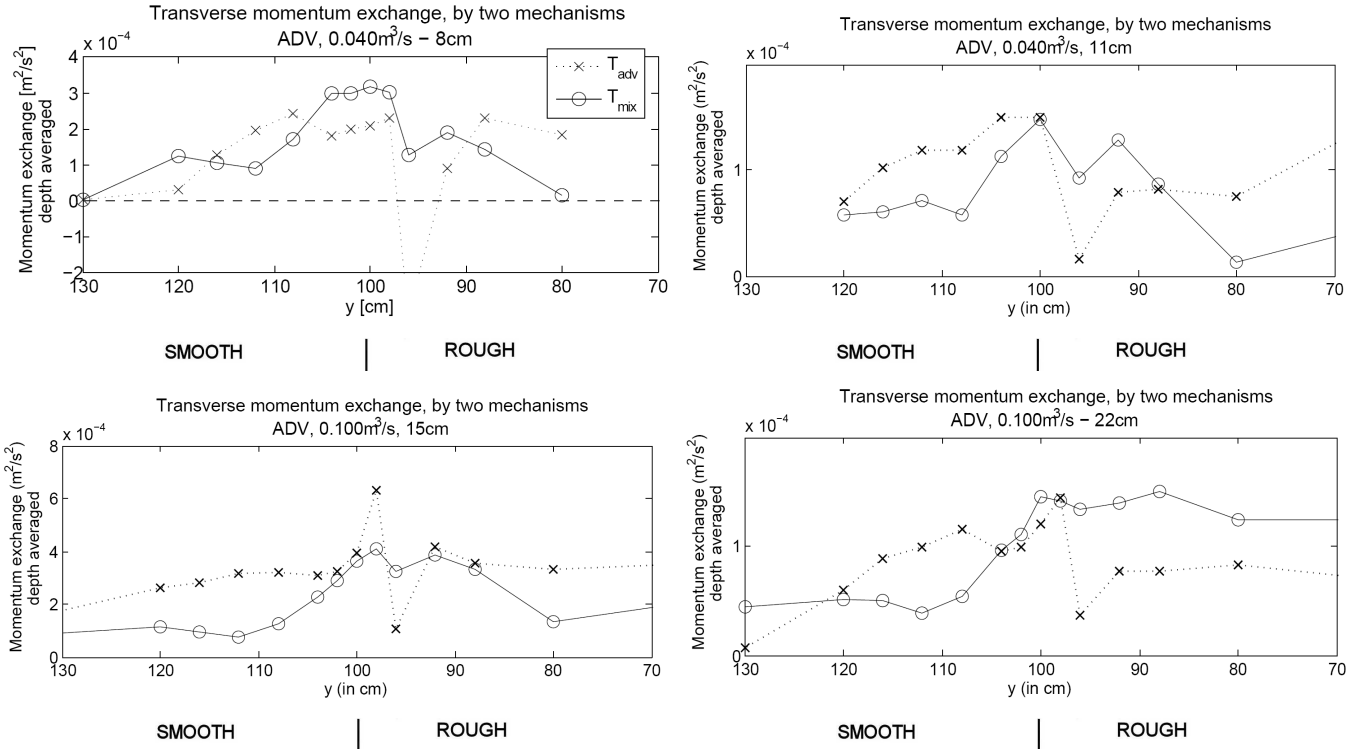 Transverse momentum exchange, by two mechanisms
ADV, 0.040m³/s − 8cm
x 10⁻⁴
Momentum exchange [m²/s²]
depth averaged
4
3
2
1
0
−1
−2
T_adv
T_mix
130 120 110 100 90 80 70
y [cm]
SMOOTH | ROUGH
Transverse momentum exchange, by two mechanisms
ADV, 0.040m³/s, 11cm
x 10⁻⁴
Momentum exchange (m²/s²)
depth averaged
1
0
130 120 110 100 90 80 70
y (in cm)
SMOOTH | ROUGH
Transverse momentum exchange, by two mechanisms
ADV, 0.100m³/s, 15cm
x 10⁻⁴
Momentum exchange (m²/s²)
depth averaged
8
6
4
2
0
130 120 110 100 90 80 70
y (in cm)
SMOOTH | ROUGH
Transverse momentum exchange, by two mechanisms
ADV, 0.100m³/s − 22cm
x 10⁻⁴
Momentum exchange (m²/s²)
depth averaged
1
0
130 120 110 100 90 80 70
y (in cm)
SMOOTH | ROUGH